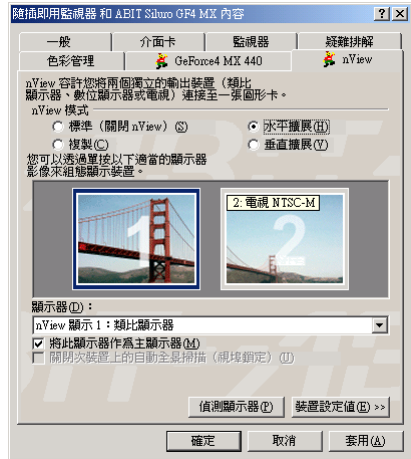 隨插即用監視器 和 ABIT Siluro GF4 MX 內容
一般
介面卡
監視器
疑難排解
色彩管理
GeForce4 MX 440
nView
nView 容許您將兩個獨立的輸出裝置（類比
顯示器、數位顯示器或電視）連接至一張圖形卡。
nView 模式
標準（關閉 nView）(S)
水平擴展(H)
複製(C)
垂直擴展(V)
您可以透過單按以下適當的顯示器
影像來組態顯示裝置。
1
2
2: 電視 NTSC-M
顯示器(D)：
nView 顯示 1：類比顯示器
將此顯示器作為主顯示器(M)
關閉次裝置上的自動全景掃描（視埠鎖定）(U)
偵測顯示器(P)
裝置設定值(E) >>
確定
取消
套用(A)